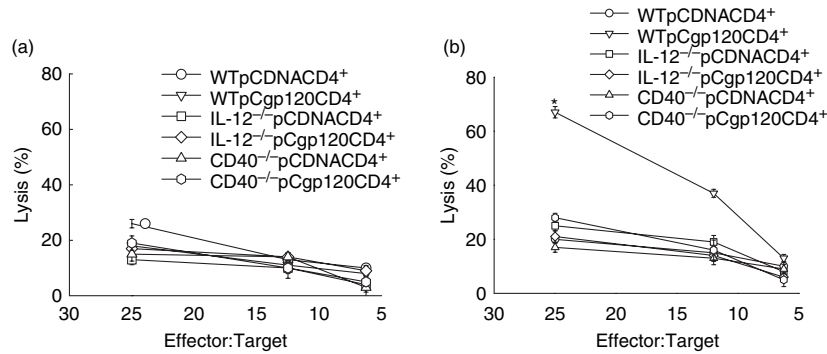 (a)
WTpCDNACD4⁺
WTpCgp120CD4⁺
IL-12⁻/⁻pCDNACD4⁺
IL-12⁻/⁻pCgp120CD4⁺
CD40⁻/⁻pCDNACD4⁺
CD40⁻/⁻pCgp120CD4⁺
80
60
40
20
0
Lysis (%)
30 25 20 15 10 5
Effector:Target
(b)
WTpCDNACD4⁺
WTpCgp120CD4⁺
IL-12⁻/⁻pCDNACD4⁺
IL-12⁻/⁻pCgp120CD4⁺
CD40⁻/⁻pCDNACD4⁺
CD40⁻/⁻pCgp120CD4⁺
80
*
60
40
20
0
Lysis (%)
30 25 20 15 10 5
Effector:Target